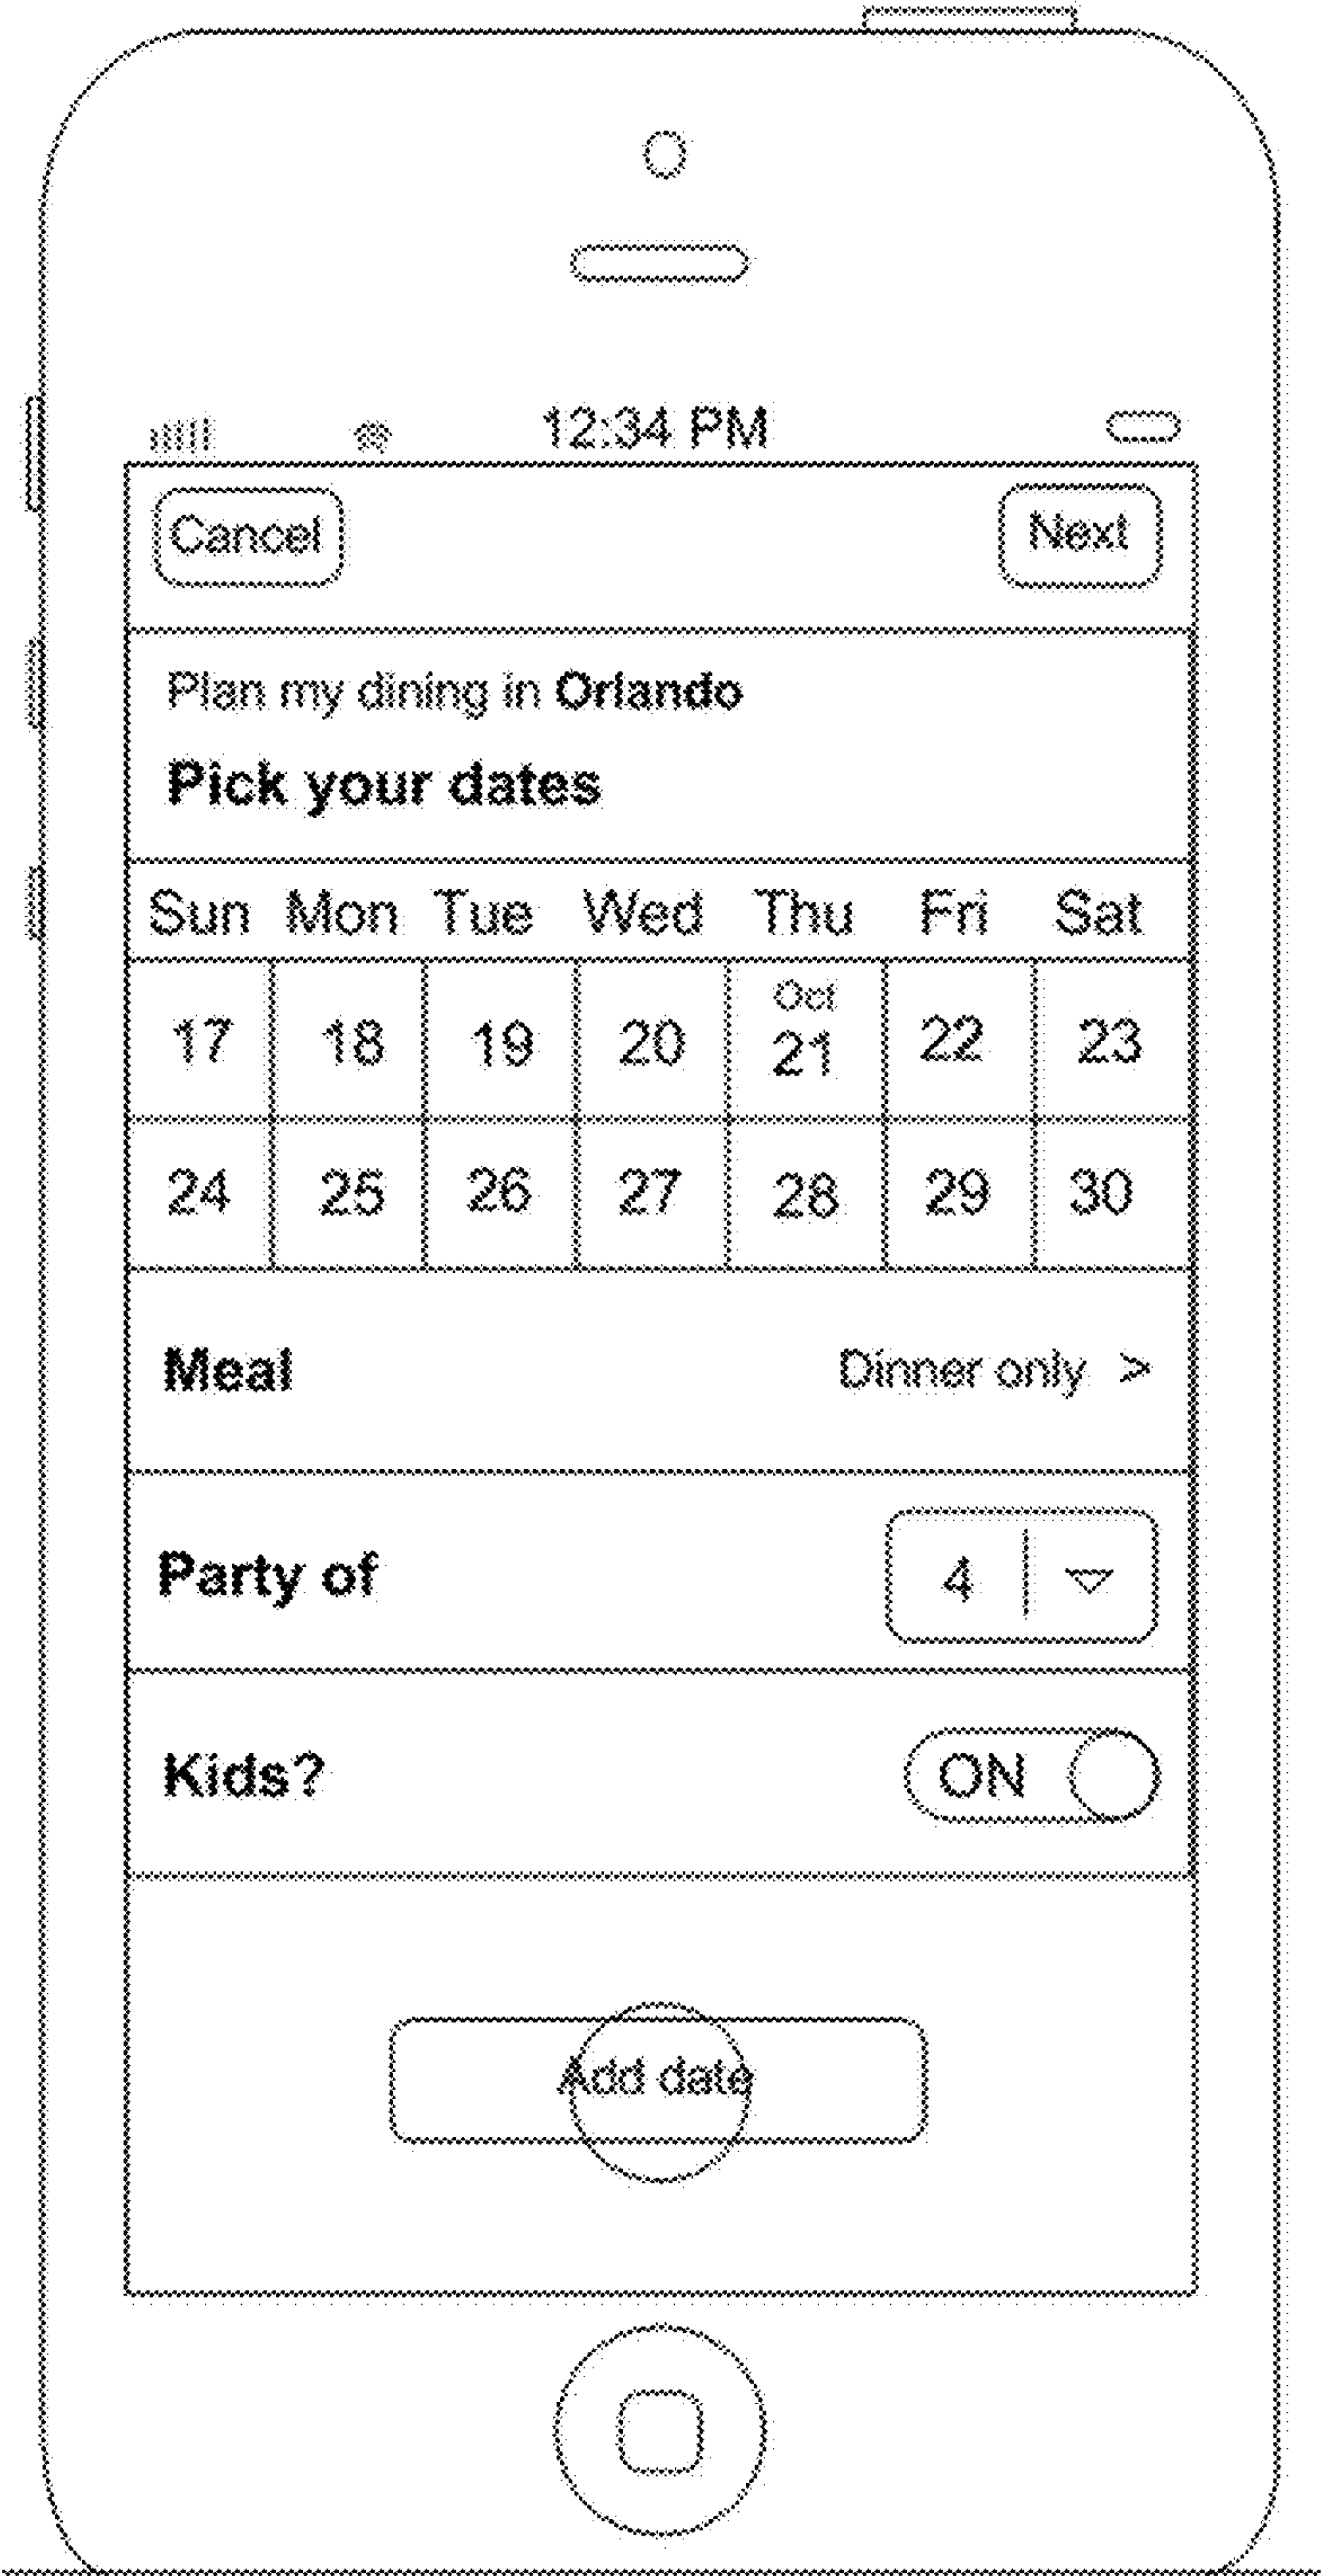 12:34 PM
Cancel Next
Plan my dining in Orlando
Pick your dates
Sun Mon Tue Wed Thu Fri Sat
17 18 19 20 Oct 21 22 23
24 25 26 27 28 29 30
Meal Dinner only >
Party of 4
Kids? ON
Add date